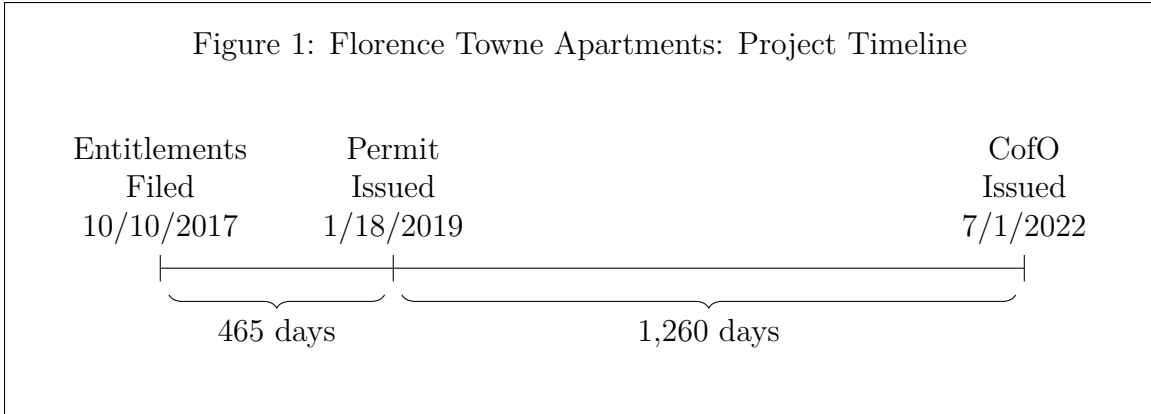 Figure 1: Florence Towne Apartments: Project Timeline
Entitlements
Filed
10/10/2017
Permit
Issued
1/18/2019
CofO
Issued
7/1/2022
465 days
1,260 days